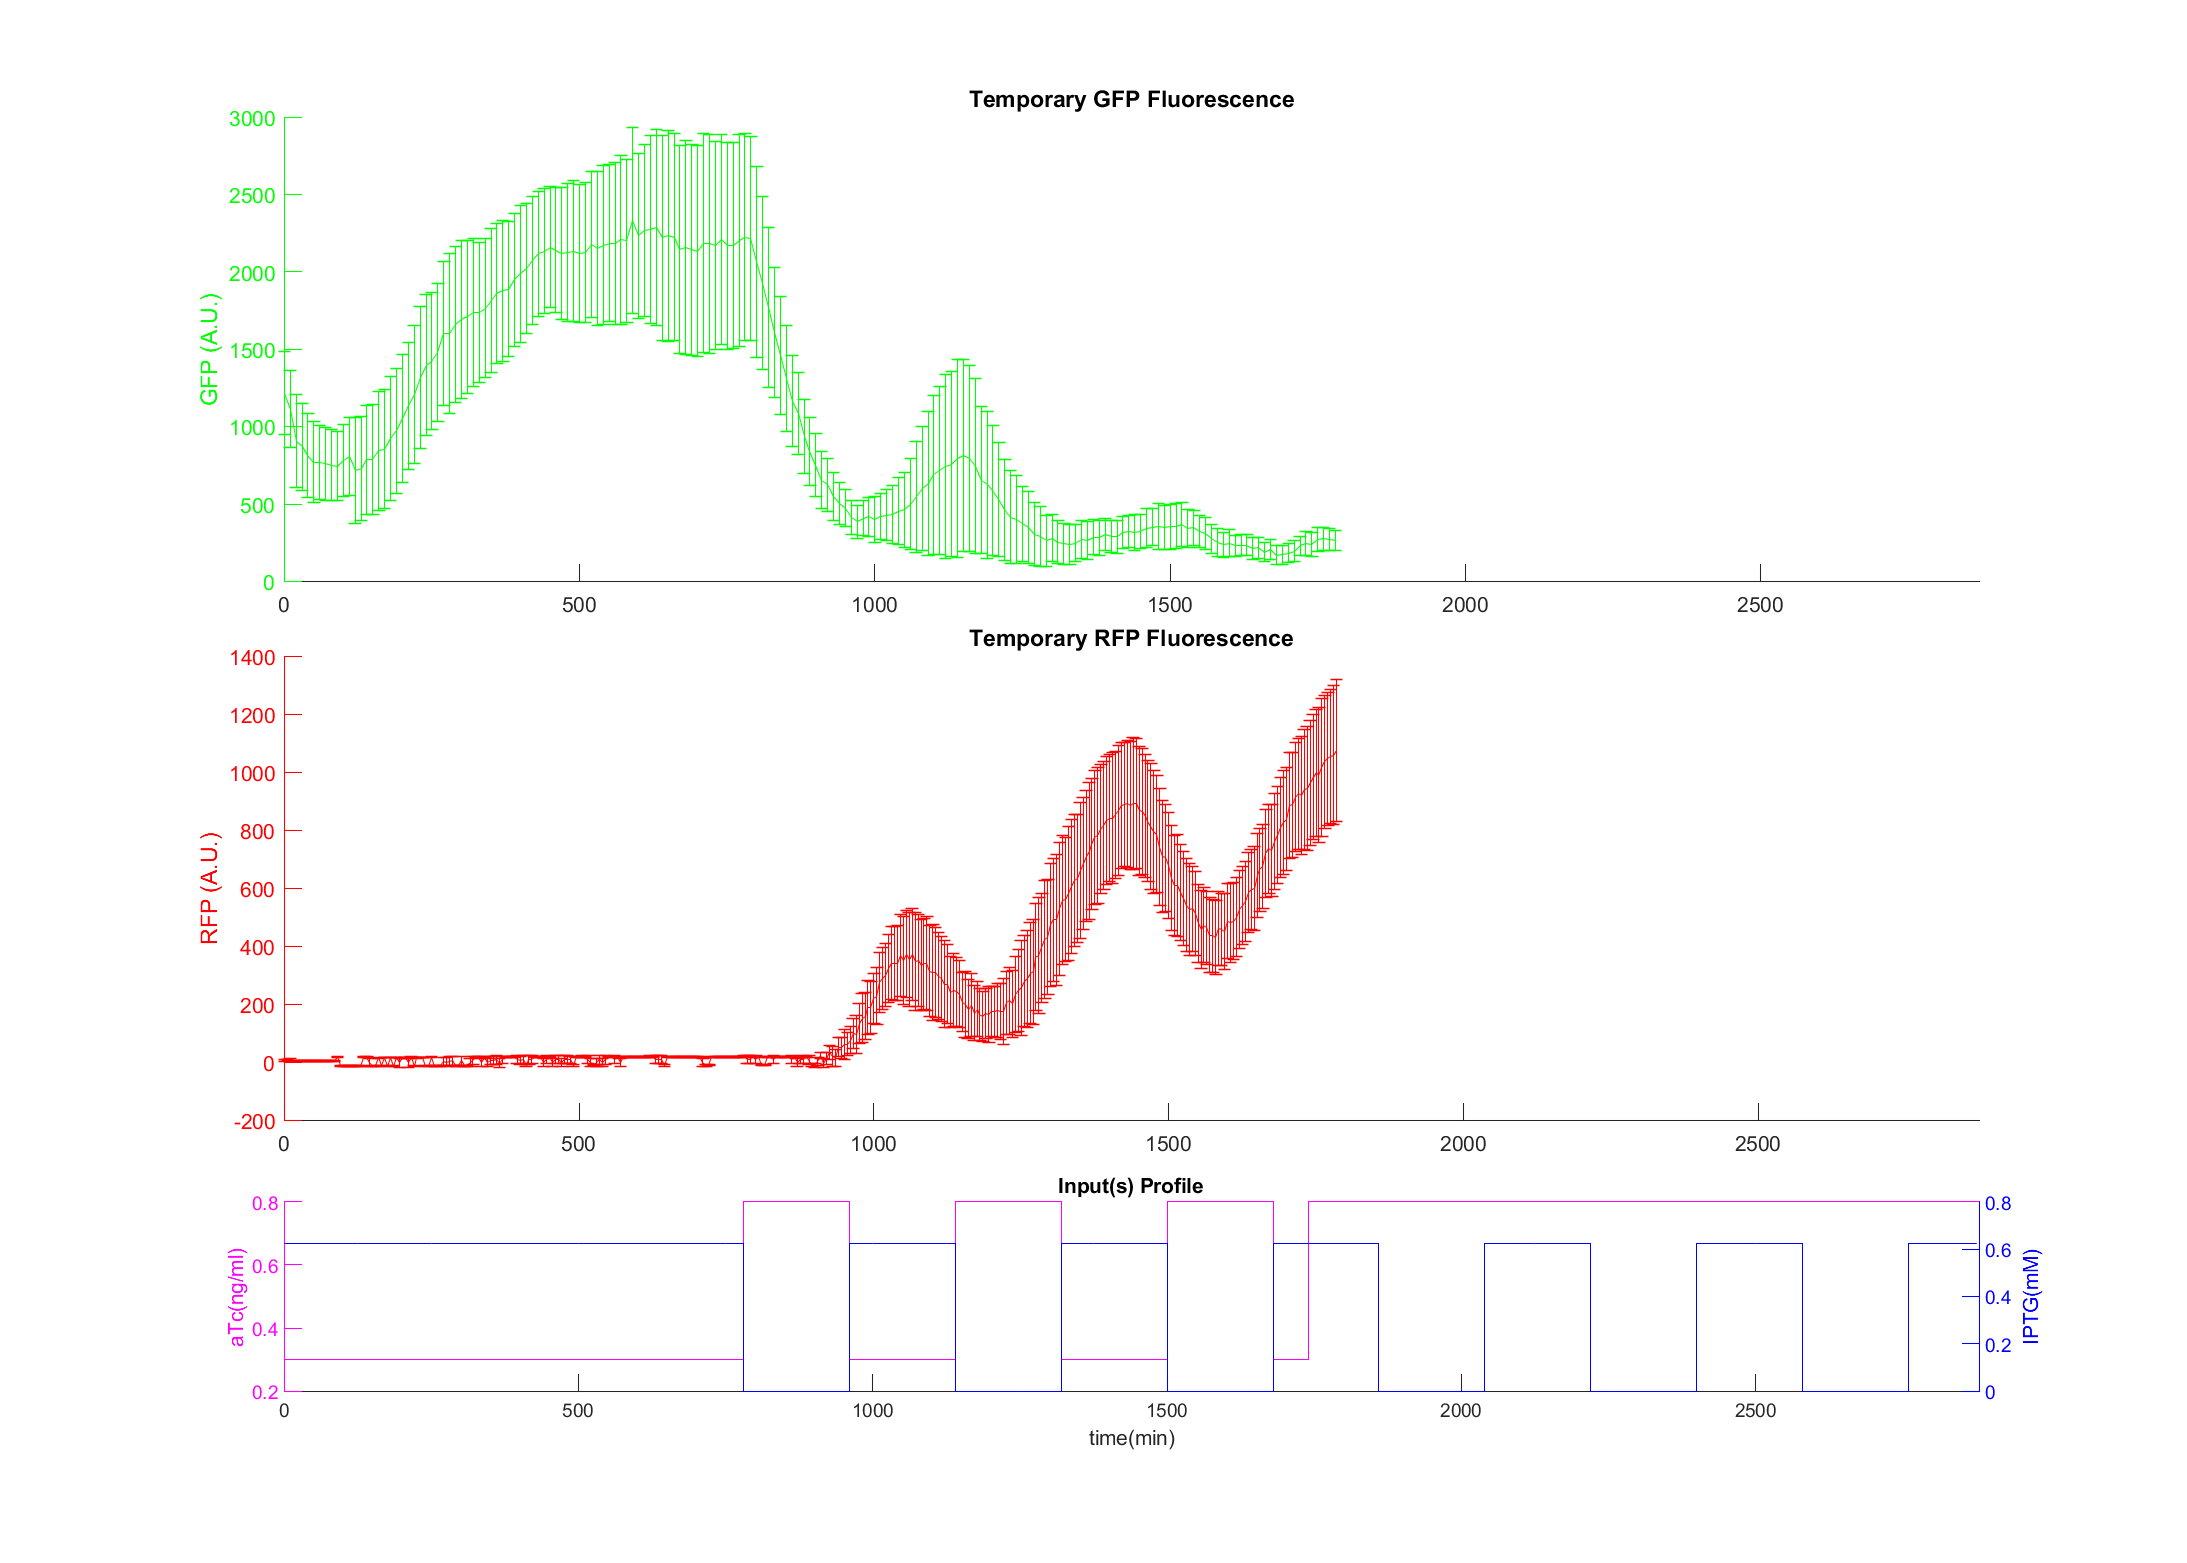 Temporary GFP Fluorescence
GFP (A.U.)
3000
2500
2000
1500
1000
500
0
0 500 1000 1500 2000 2500
Temporary RFP Fluorescence
RFP (A.U.)
1400
1200
1000
800
600
400
200
0
-200
0 500 1000 1500 2000 2500
Input(s) Profile
aTc(ng/ml)
0.8
0.6
0.4
0.2
IPTG(mM)
0.8
0.6
0.4
0.2
0
0 500 1000 1500 2000 2500
time(min)